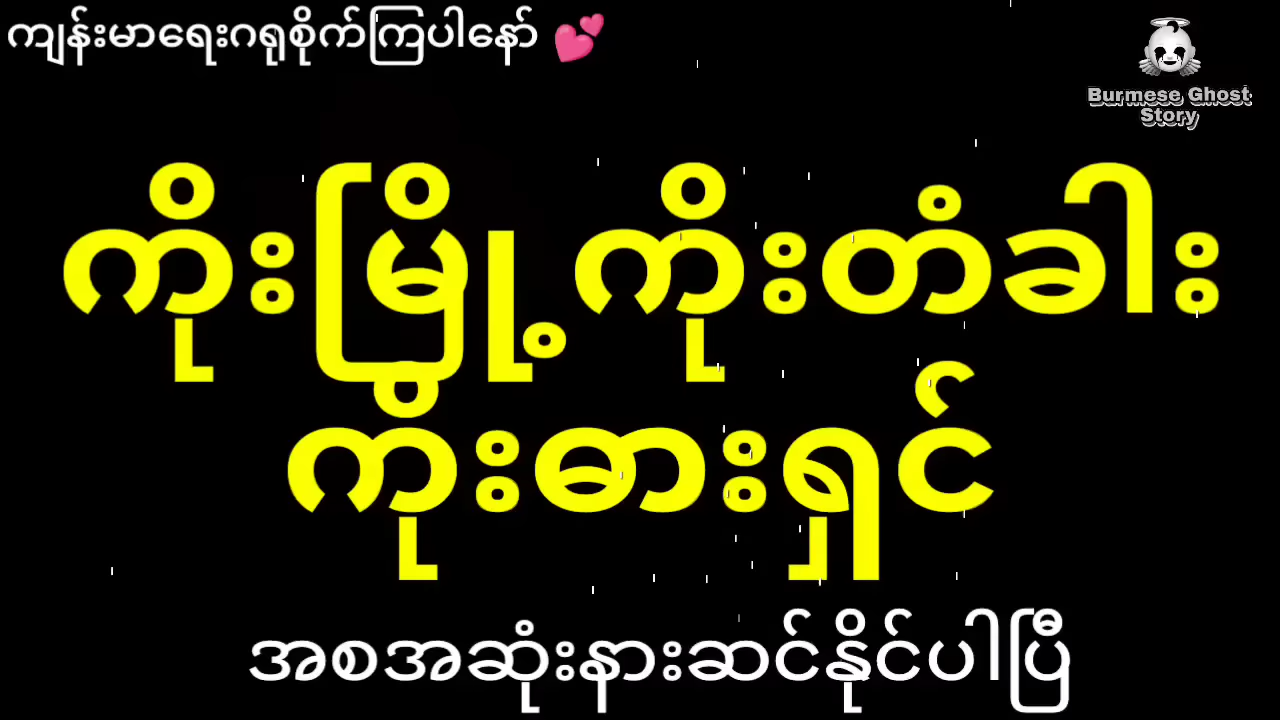 ကျန်းမာရေးဂရုစိုက်ကြပါနော် 💕
Burmese Ghost
Story
ကိုးမြို့ကိုးတံခါး
ကိုးဓားရှင်
အစအဆုံးနားဆင်နိုင်ပါပြီ